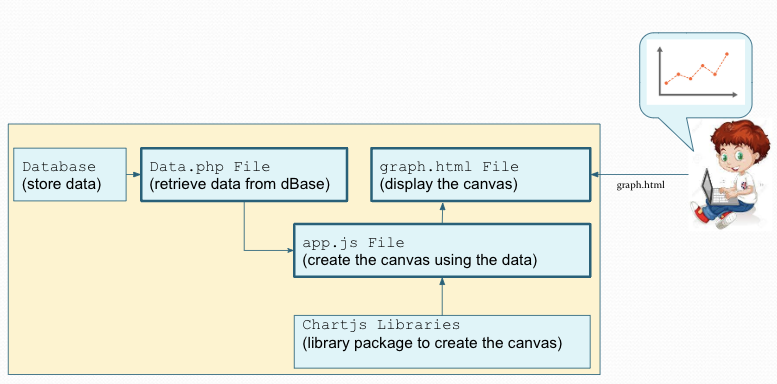 Database
(store data)
Data.php File
(retrieve data from dBase)
graph.html File
(display the canvas)
graph.html
app.js File
(create the canvas using the data)
Chartjs Libraries
(library package to create the canvas)